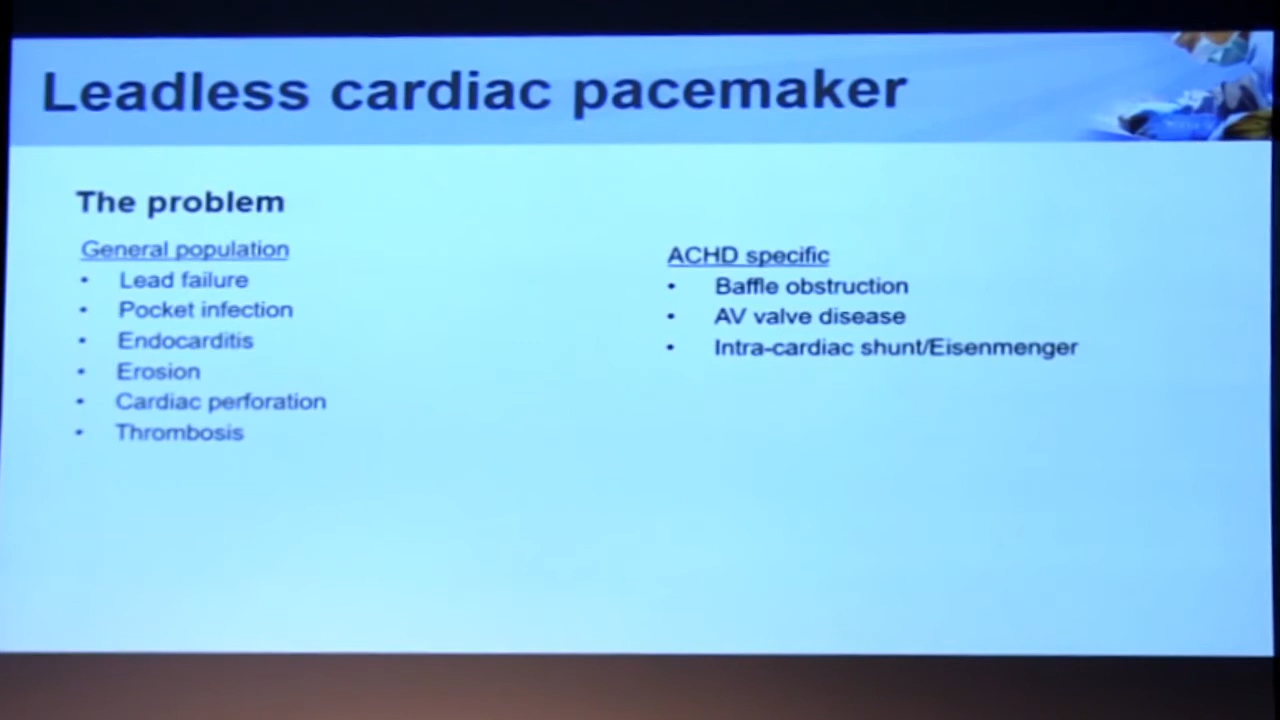 Leadless cardiac pacemaker
The problem
General population
• Lead failure
• Pocket infection
• Endocarditis
• Erosion
• Cardiac perforation
• Thrombosis
ACHD specific
• Baffle obstruction
• AV valve disease
• Intra-cardiac shunt/Eisenmenger